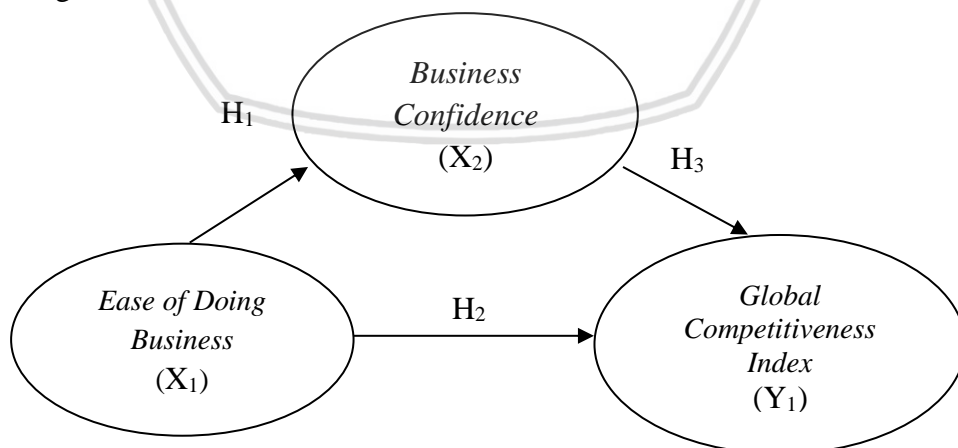 Business
Confidence
(X₂)
H₁
H₃
Ease of Doing
Business
(X₁)
H₂
Global
Competitiveness
Index
(Y₁)